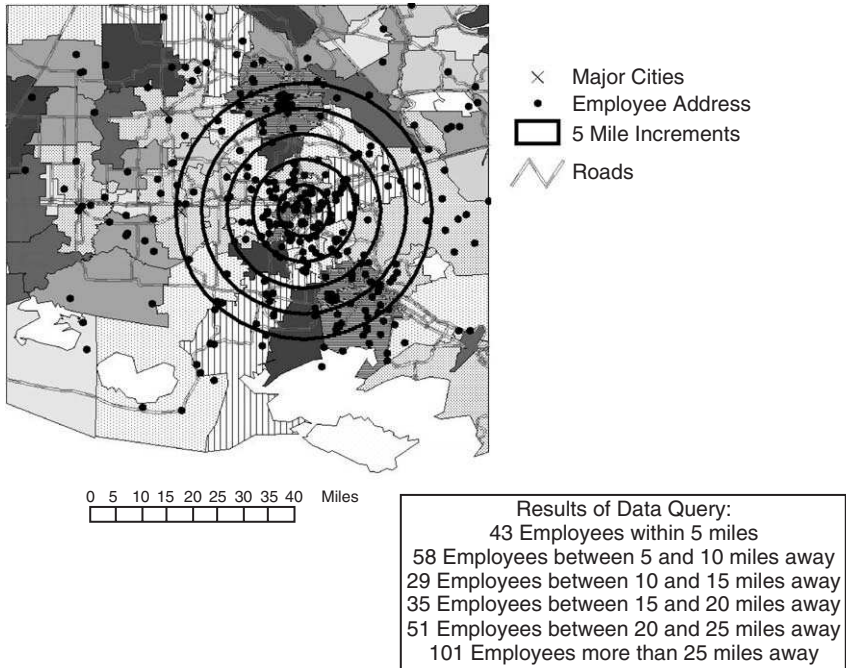 Major Cities
Employee Address
5 Mile Increments
Roads
0 5 10 15 20 25 30 35 40 Miles
Results of Data Query:
43 Employees within 5 miles
58 Employees between 5 and 10 miles away
29 Employees between 10 and 15 miles away
35 Employees between 15 and 20 miles away
51 Employees between 20 and 25 miles away
101 Employees more than 25 miles away